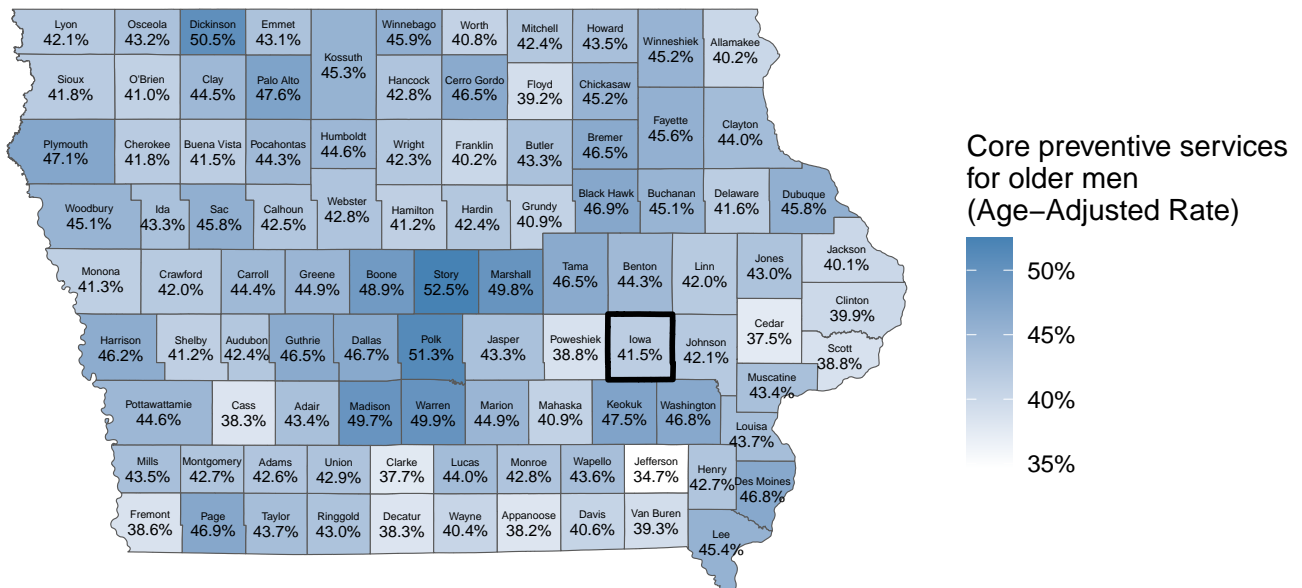 Lyon
42.1%
Osceola
43.2%
Dickinson
50.5%
Emmet
43.1%
Kossuth
45.3%
Winnebago
45.9%
Worth
40.8%
Mitchell
42.4%
Howard
43.5%
Winneshiek
45.2%
Allamakee
40.2%
Sioux
41.8%
O'Brien
41.0%
Clay
44.5%
Palo Alto
47.6%
Hancock
42.8%
Cerro Gordo
46.5%
Floyd
39.2%
Chickasaw
45.2%
Fayette
45.6%
Clayton
44.0%
Plymouth
47.1%
Cherokee
41.8%
Buena Vista
41.5%
Pocahontas
44.3%
Humboldt
44.6%
Wright
42.3%
Franklin
40.2%
Butler
43.3%
Bremer
46.5%
Woodbury
45.1%
Ida
43.3%
Sac
45.8%
Calhoun
42.5%
Webster
42.8%
Hamilton
41.2%
Hardin
42.4%
Grundy
40.9%
Black Hawk
46.9%
Buchanan
45.1%
Delaware
41.6%
Dubuque
45.8%
Monona
41.3%
Crawford
42.0%
Carroll
44.4%
Greene
44.9%
Boone
48.9%
Story
52.5%
Marshall
49.8%
Tama
46.5%
Benton
44.3%
Linn
42.0%
Jones
43.0%
Jackson
40.1%
Clinton
39.9%
Harrison
46.2%
Shelby
41.2%
Audubon
42.4%
Guthrie
46.5%
Dallas
46.7%
Polk
51.3%
Jasper
43.3%
Poweshiek
38.8%
Iowa
41.5%
Johnson
42.1%
Cedar
37.5%
Scott
38.8%
Muscatine
43.4%
Pottawattamie
44.6%
Cass
38.3%
Adair
43.4%
Madison
49.7%
Warren
49.9%
Marion
44.9%
Mahaska
40.9%
Keokuk
47.5%
Washington
46.8%
Louisa
43.7%
Mills
43.5%
Montgomery
42.7%
Adams
42.6%
Union
42.9%
Clarke
37.7%
Lucas
44.0%
Monroe
42.8%
Wapello
43.6%
Jefferson
34.7%
Henry
42.7%
Des Moines
46.8%
Fremont
38.6%
Page
46.9%
Taylor
43.7%
Ringgold
43.0%
Decatur
38.3%
Wayne
40.4%
Appanoose
38.2%
Davis
40.6%
Van Buren
39.3%
Lee
45.4%
Core preventive services
for older men
(Age−Adjusted Rate)
50%
45%
40%
35%